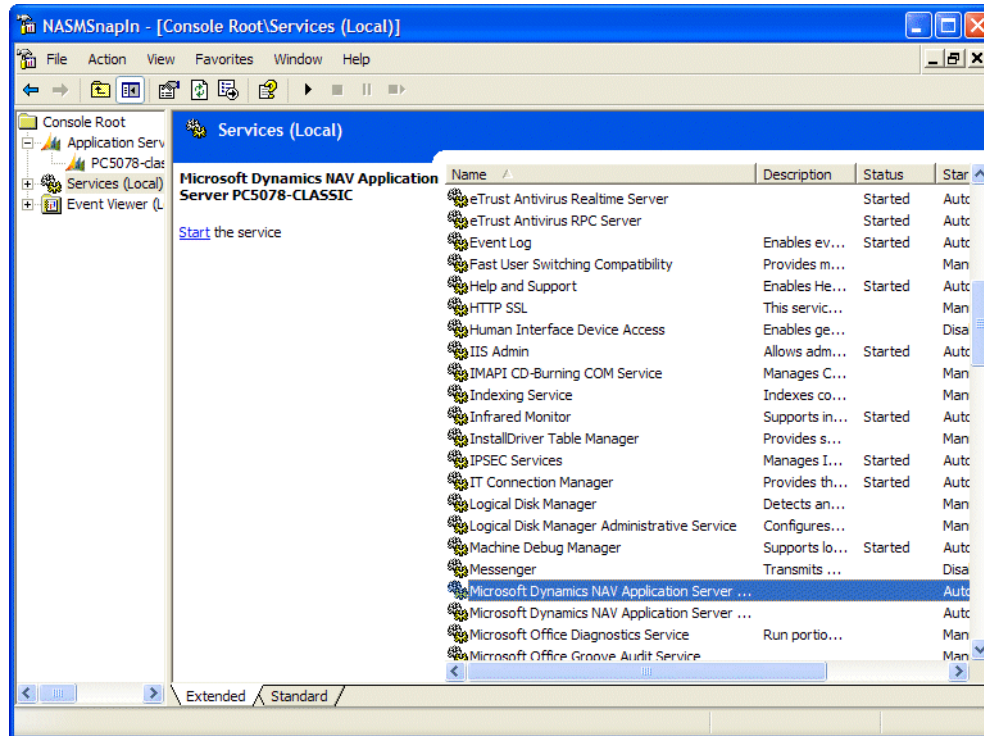 NASMSnapIn - [Console Root\Services (Local)]
File Action View Favorites Window Help
Console Root
Application Serv
PC5078-clas
Services (Local)
Event Viewer (L
Services (Local)
Microsoft Dynamics NAV Application
Server PC5078-CLASSIC
Start the service
Name Description Status Star
eTrust Antivirus Realtime Server Started Auto
eTrust Antivirus RPC Server Started Auto
Event Log Enables ev... Started Auto
Fast User Switching Compatibility Provides m... Man
Help and Support Enables He... Started Auto
HTTP SSL This servic... Man
Human Interface Device Access Enables ge... Disa
IIS Admin Allows adm... Started Auto
IMAPI CD-Burning COM Service Manages C... Man
Indexing Service Indexes co... Man
Infrared Monitor Supports in... Started Auto
InstallDriver Table Manager Provides s... Man
IPSEC Services Manages I... Started Auto
IT Connection Manager Provides th... Started Auto
Logical Disk Manager Detects an... Man
Logical Disk Manager Administrative Service Configures... Man
Machine Debug Manager Supports lo... Started Auto
Messenger Transmits ... Disa
Microsoft Dynamics NAV Application Server ... Auto
Microsoft Dynamics NAV Application Server ... Auto
Microsoft Office Diagnostics Service Run portio... Man
Microsoft Office Groove Audit Service Man
Extended Standard